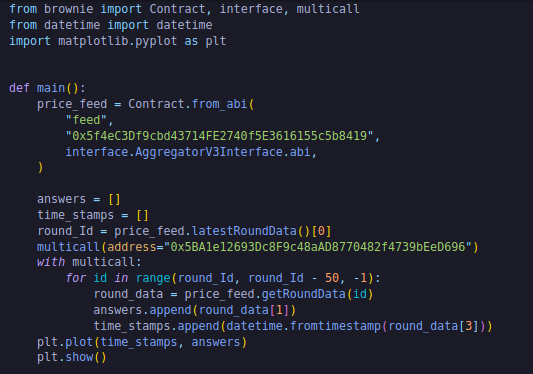 from brownie import Contract, interface, multicall
from datetime import datetime
import matplotlib.pyplot as plt
def main():
    price_feed = Contract.from_abi(
        "feed",
        "0x5f4eC3Df9cbd43714FE2740f5E3616155c5b8419",
        interface.AggregatorV3Interface.abi,
    )
    answers = []
    time_stamps = []
    round_Id = price_feed.latestRoundData()[0]
    multicall(address="0x5BA1e12693Dc8F9c48aAD8770482f4739bEeD696")
    with multicall:
        for id in range(round_Id, round_Id - 50, -1):
            round_data = price_feed.getRoundData(id)
            answers.append(round_data[1])
            time_stamps.append(datetime.fromtimestamp(round_data[3]))
    plt.plot(time_stamps, answers)
    plt.show()